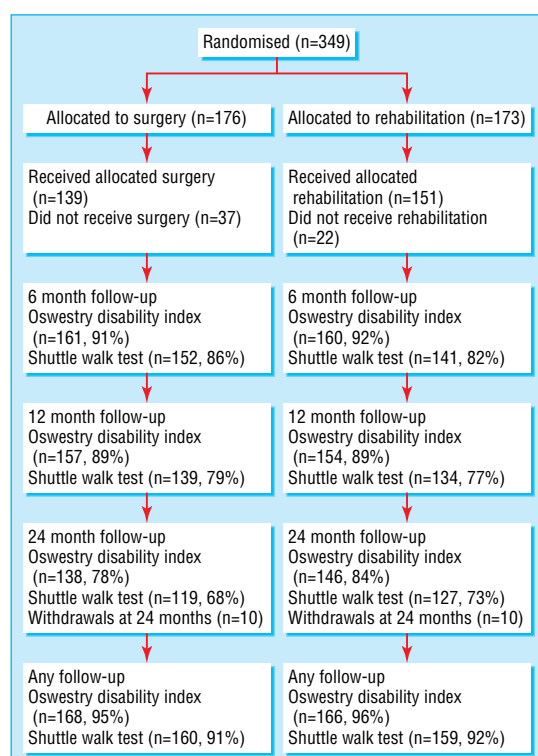 Randomised (n=349)
Allocated to surgery (n=176)
Allocated to rehabilitation (n=173)
Received allocated surgery
(n=139)
Did not receive surgery (n=37)
Received allocated
rehabilitation (n=151)
Did not receive rehabilitation
(n=22)
6 month follow-up
Oswestry disability index
(n=161, 91%)
Shuttle walk test (n=152, 86%)
6 month follow-up
Oswestry disability index
(n=160, 92%)
Shuttle walk test (n=141, 82%)
12 month follow-up
Oswestry disability index
(n=157, 89%)
Shuttle walk test (n=139, 79%)
12 month follow-up
Oswestry disability index
(n=154, 89%)
Shuttle walk test (n=134, 77%)
24 month follow-up
Oswestry disability index
(n=138, 78%)
Shuttle walk test (n=119, 68%)
Withdrawals at 24 months (n=10)
24 month follow-up
Oswestry disability index
(n=146, 84%)
Shuttle walk test (n=127, 73%)
Withdrawals at 24 months (n=10)
Any follow-up
Oswestry disability index
(n=168, 95%)
Shuttle walk test (n=160, 91%)
Any follow-up
Oswestry disability index
(n=166, 96%)
Shuttle walk test (n=159, 92%)